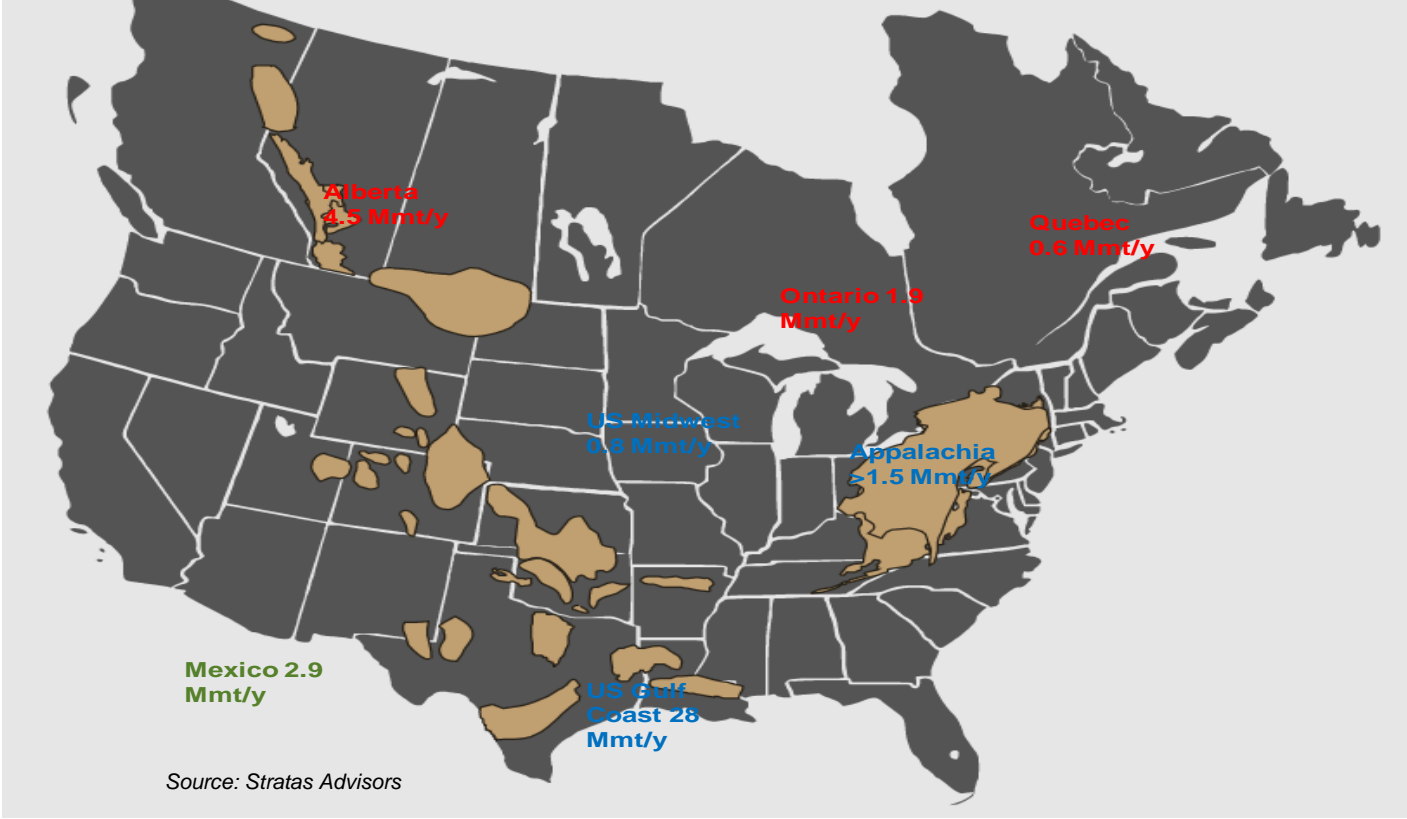 Alberta
4.5 Mmt/y
Quebec
0.6 Mmt/y
Ontario 1.9
Mmt/y
US Midwest
0.8 Mmt/y
Appalachia
>1.5 Mmt/y
Mexico 2.9
Mmt/y
US Gulf
Coast 28
Mmt/y
Source: Stratas Advisors